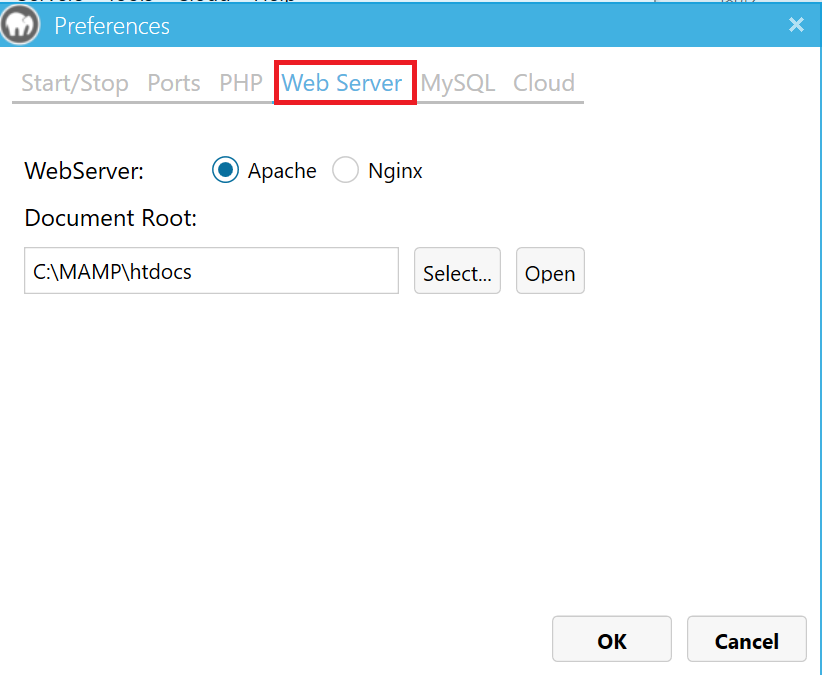 Preferences
Start/Stop Ports PHP Web Server MySQL Cloud
WebServer: Apache Nginx
Document Root:
C:\MAMP\htdocs Select... Open
OK Cancel